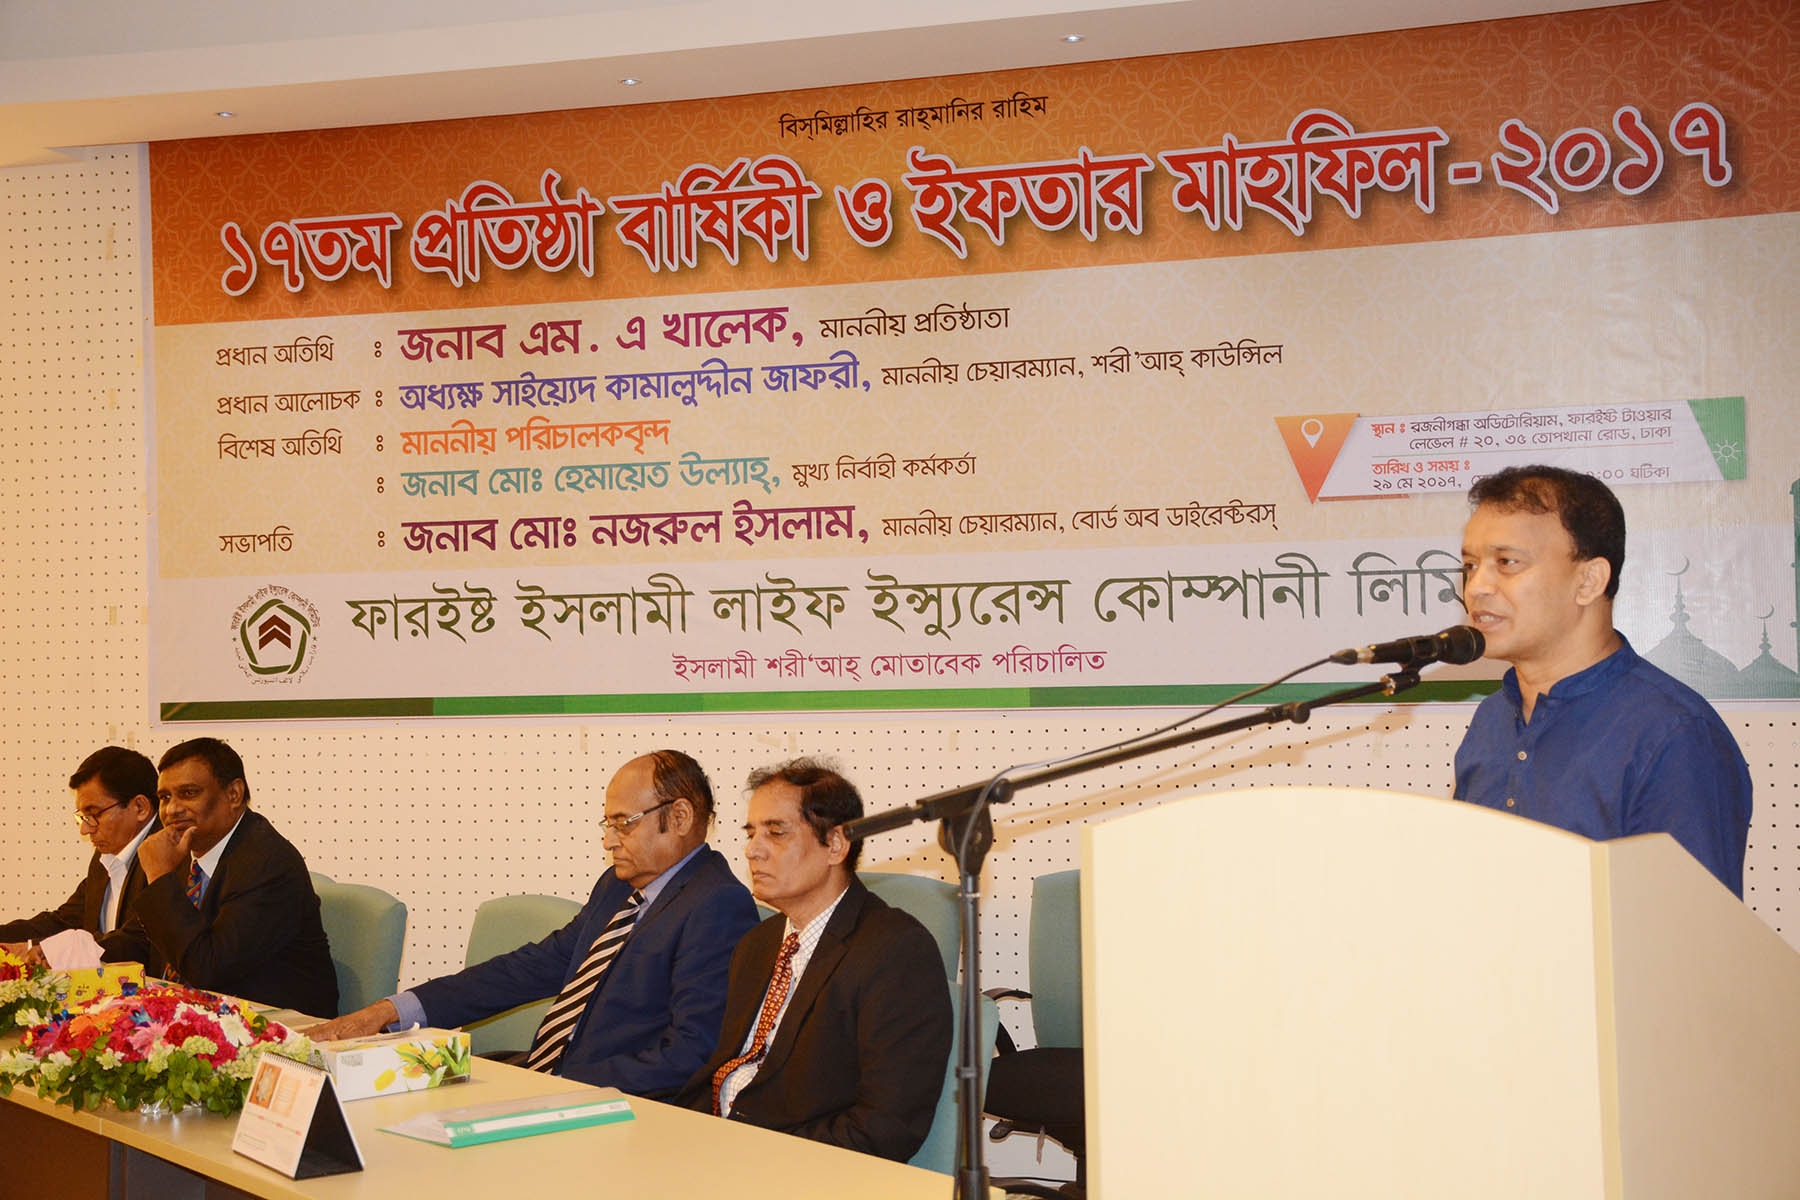 বিস্‌মিল্লাহির রাহ্‌মানির রাহিম
১৭তম প্রতিষ্ঠা বার্ষিকী ও ইফতার মাহফিল - ২০১৭
প্রধান অতিথি : জনাব এম. এ খালেক, মাননীয় প্রতিষ্ঠাতা
প্রধান আলোচক : অধ্যক্ষ সাইয়্যেদ কামালুদ্দীন জাফরী, মাননীয় চেয়ারম্যান, শরী'আহ্ কাউন্সিল
বিশেষ অতিথি : মাননীয় পরিচালকবৃন্দ
: জনাব মোঃ হেমায়েত উল্যাহ্, মুখ্য নির্বাহী কর্মকর্তা
সভাপতি : জনাব মোঃ নজরুল ইসলাম, মাননীয় চেয়ারম্যান, বোর্ড অব ডাইরেক্টরস্
স্থান : রজনীগন্ধা অডিটোরিয়াম, ফারইষ্ট টাওয়ার
লেভেল # ২০, ৩৫ তোপখানা রোড, ঢাকা
তারিখ ও সময় :
২৯ মে ২০১৭, :০০ ঘটিকা
ফারইষ্ট ইসলামী লাইফ ইন্স্যুরেন্স কোম্পানী লিমি
ইসলামী শরী'আহ্ মোতাবেক পরিচালিত